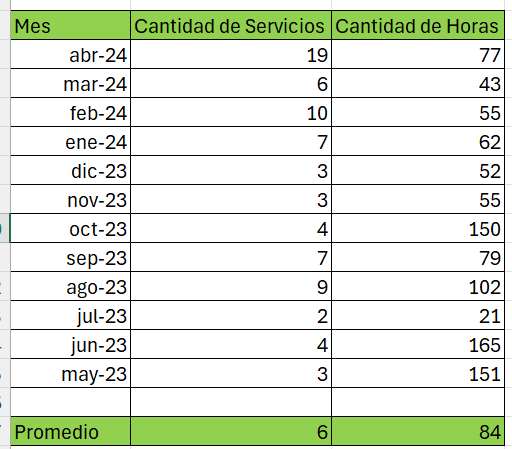 Mes Cantidad de Servicios Cantidad de Horas
abr-24 19 77
mar-24 6 43
feb-24 10 55
ene-24 7 62
dic-23 3 52
nov-23 3 55
oct-23 4 150
sep-23 7 79
ago-23 9 102
jul-23 2 21
jun-23 4 165
may-23 3 151
Promedio 6 84